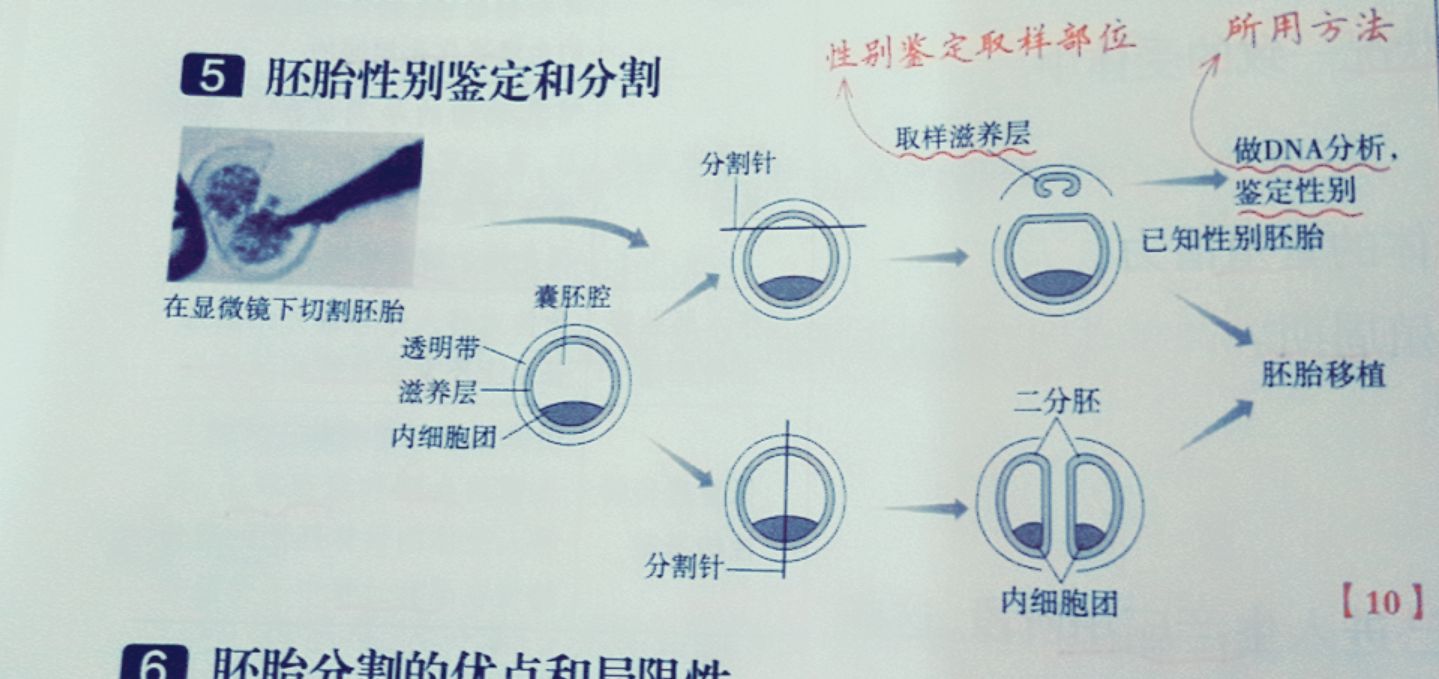 性别鉴定取样部位
所用方法
5 胚胎性别鉴定和分割
取样滋养层
做DNA分析，
鉴定性别
分割针
已知性别胚胎
在显微镜下切割胚胎
囊胚腔
透明带
滋养层
内细胞团
胚胎移植
二分胚
分割针
内细胞团
【10】
6 胚胎分割的优点和局限性